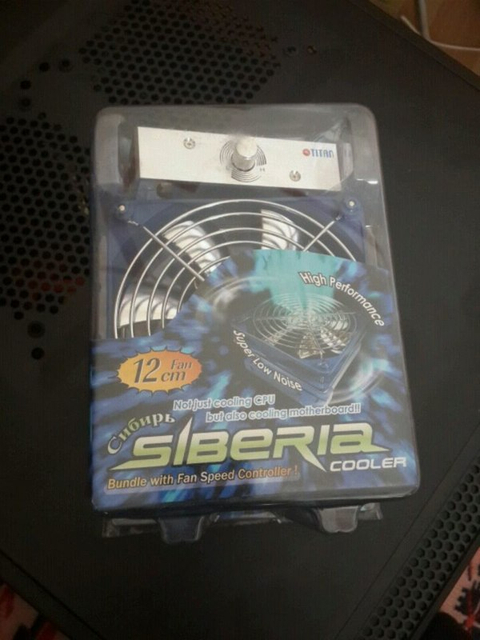 TITAN
High Performance
Super Low Noise
12 cm Fan
Not just cooling CPU
but also cooling motherboard!!
Сибирь
SIBERIA
COOLER
Bundle with Fan Speed Controller!